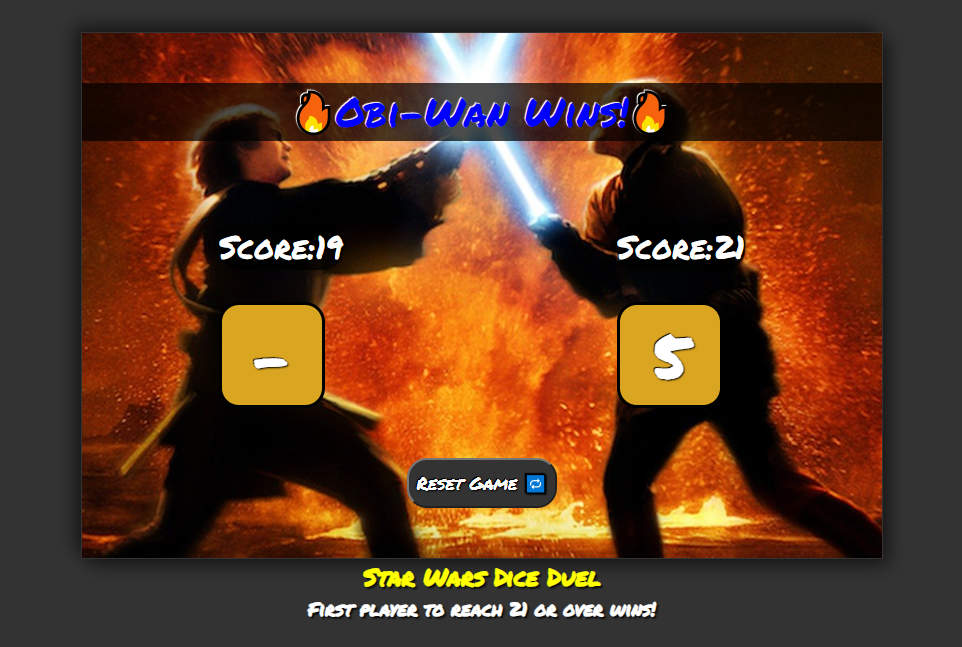 🔥Obi-Wan Wins!🔥
Score:19
Score:21
-
5
Reset Game 🔁
Star Wars Dice Duel
First player to reach 21 or over wins!